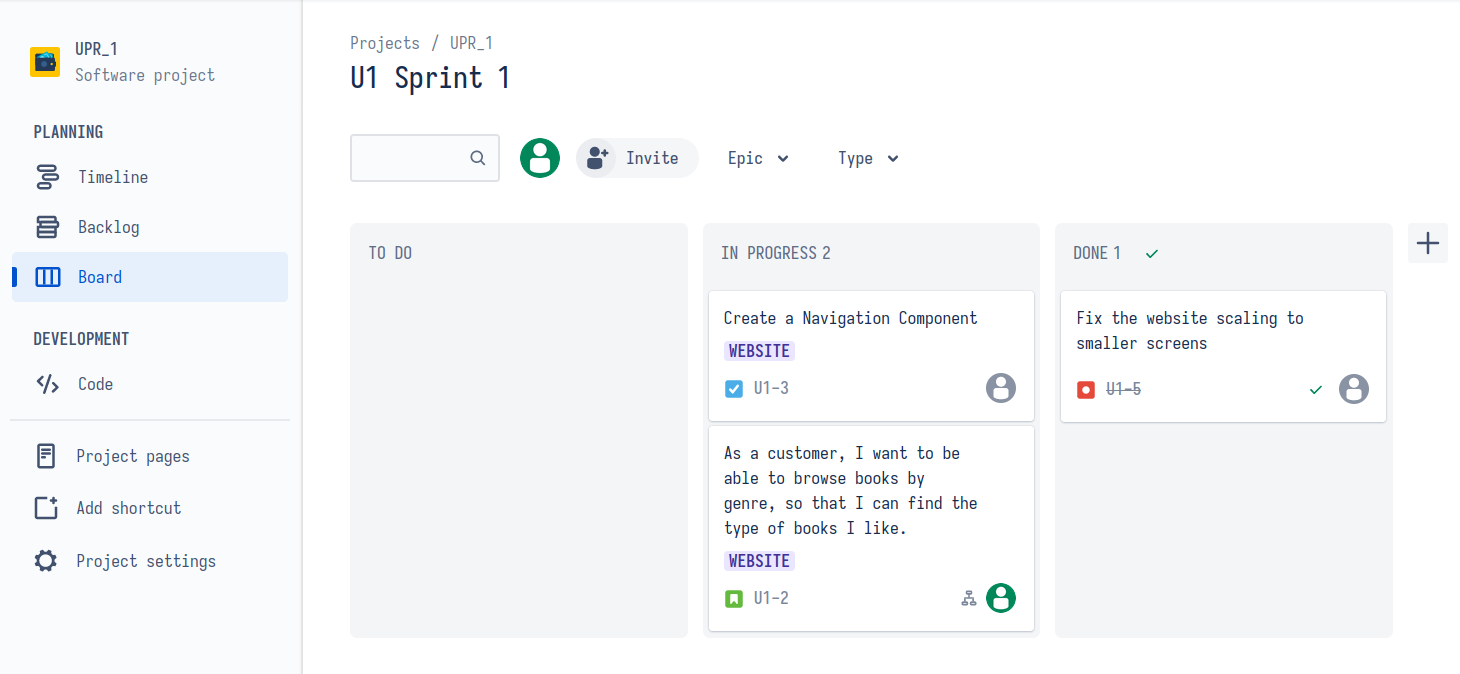 UPR_1
Software project
PLANNING
Timeline
Backlog
Board
DEVELOPMENT
Code
Project pages
Add shortcut
Project settings
Projects / UPR_1
U1 Sprint 1
Invite
Epic
Type
TO DO
IN PROGRESS 2
Create a Navigation Component
WEBSITE
U1-3
As a customer, I want to be
able to browse books by
genre, so that I can find the
type of books I like.
WEBSITE
U1-2
DONE 1
Fix the website scaling to
smaller screens
U1-5